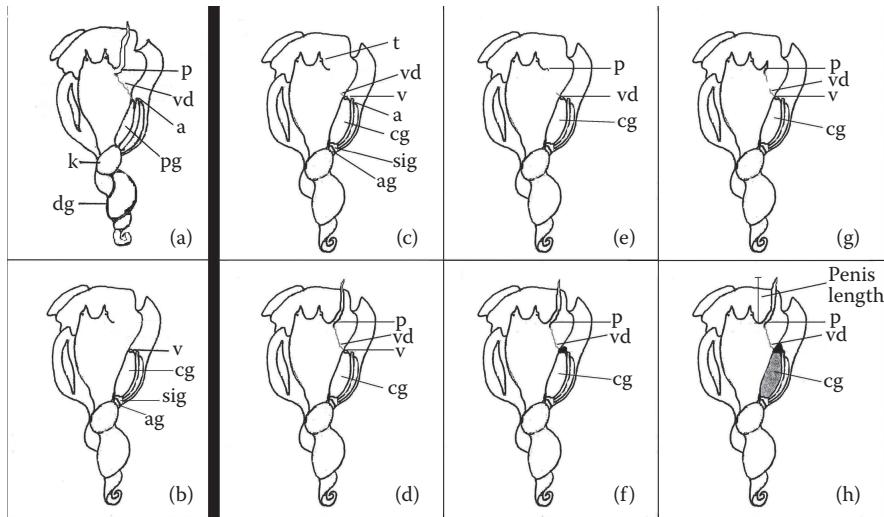 p
vd
a
pg
k
dg
(a)
t
vd
v
a
cg
sig
ag
(c)
p
vd
cg
(e)
p
vd
v
cg
(g)
v
cg
sig
ag
(b)
p
vd
v
cg
(d)
p
vd
cg
(f)
Penis
length
p
vd
cg
(h)